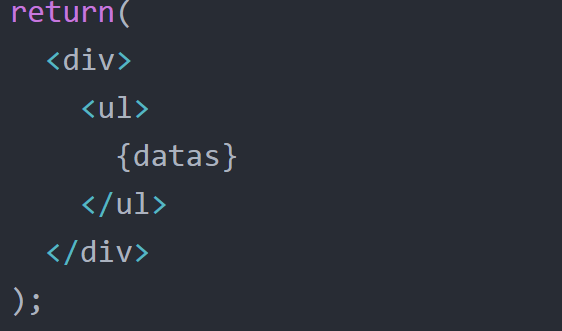 return(
<div>
<ul>
{datas}
</ul>
</div>
);